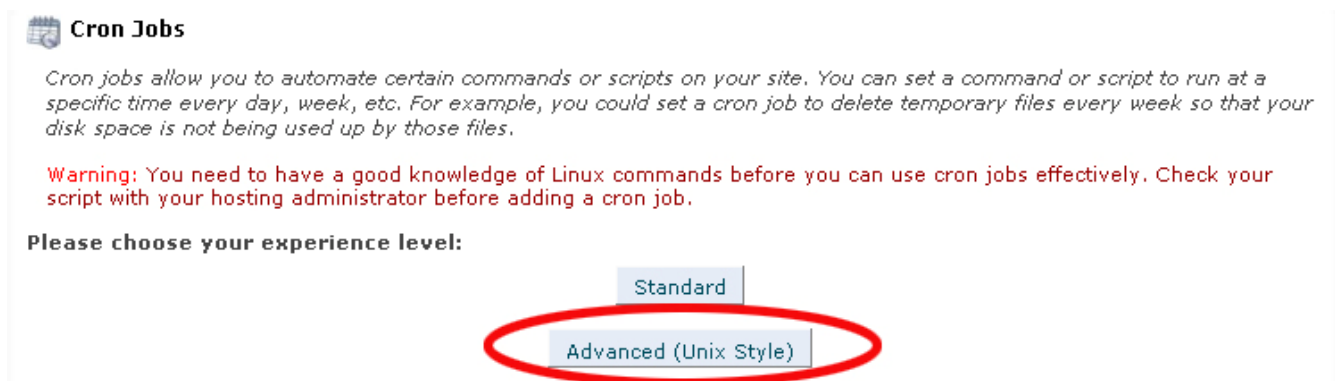 Cron Jobs
Cron jobs allow you to automate certain commands or scripts on your site. You can set a command or script to run at a
specific time every day, week, etc. For example, you could set a cron job to delete temporary files every week so that your
disk space is not being used up by those files.
Warning: You need to have a good knowledge of Linux commands before you can use cron jobs effectively. Check your
script with your hosting administrator before adding a cron job.
Please choose your experience level:
Standard
Advanced (Unix Style)